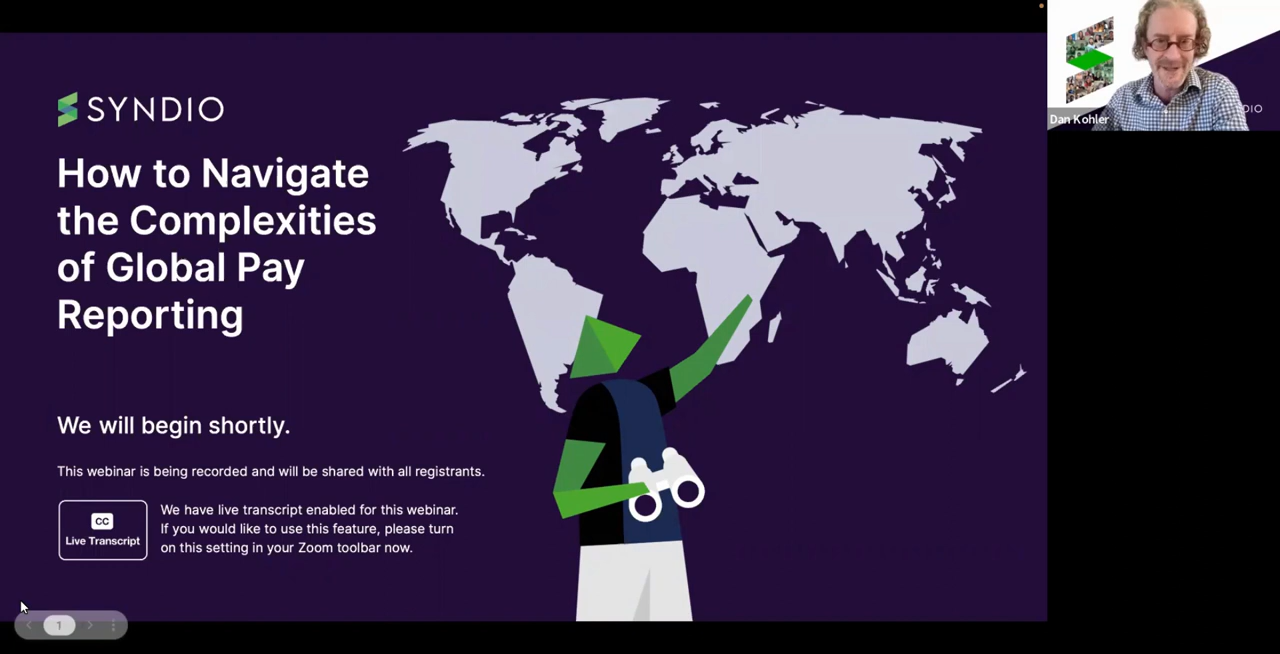 SYNDIO
How to Navigate
the Complexities
of Global Pay
Reporting
We will begin shortly.
This webinar is being recorded and will be shared with all registrants.
CC
Live Transcript
We have live transcript enabled for this webinar.
If you would like to use this feature, please turn
on this setting in your Zoom toolbar now.
1
Dan Kohler
DIO